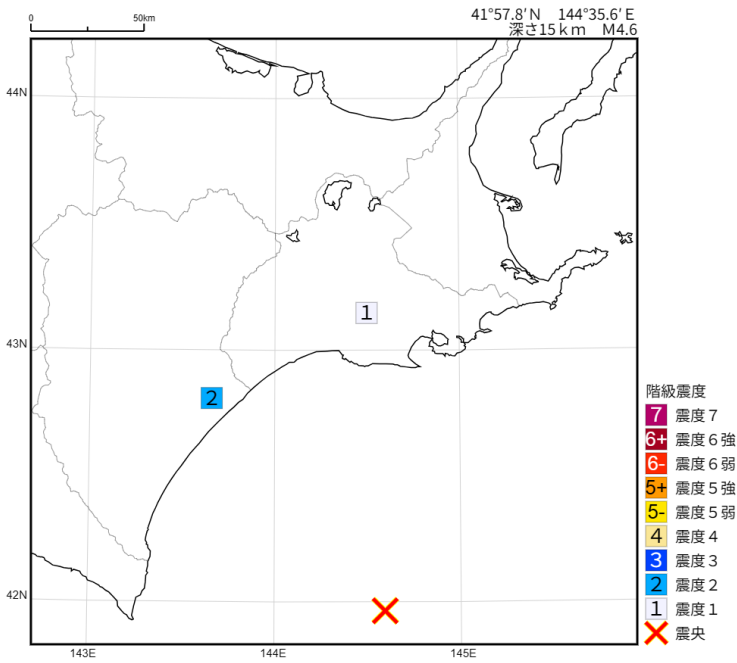 0 50km
41°57.8′N 144°35.6′E
深さ15km M4.6
44N
43N
42N
143E 144E 145E
1
2
階級震度
7 震度７
6+ 震度６強
6- 震度６弱
5+ 震度５強
5- 震度５弱
4 震度４
3 震度３
2 震度２
1 震度１
震央